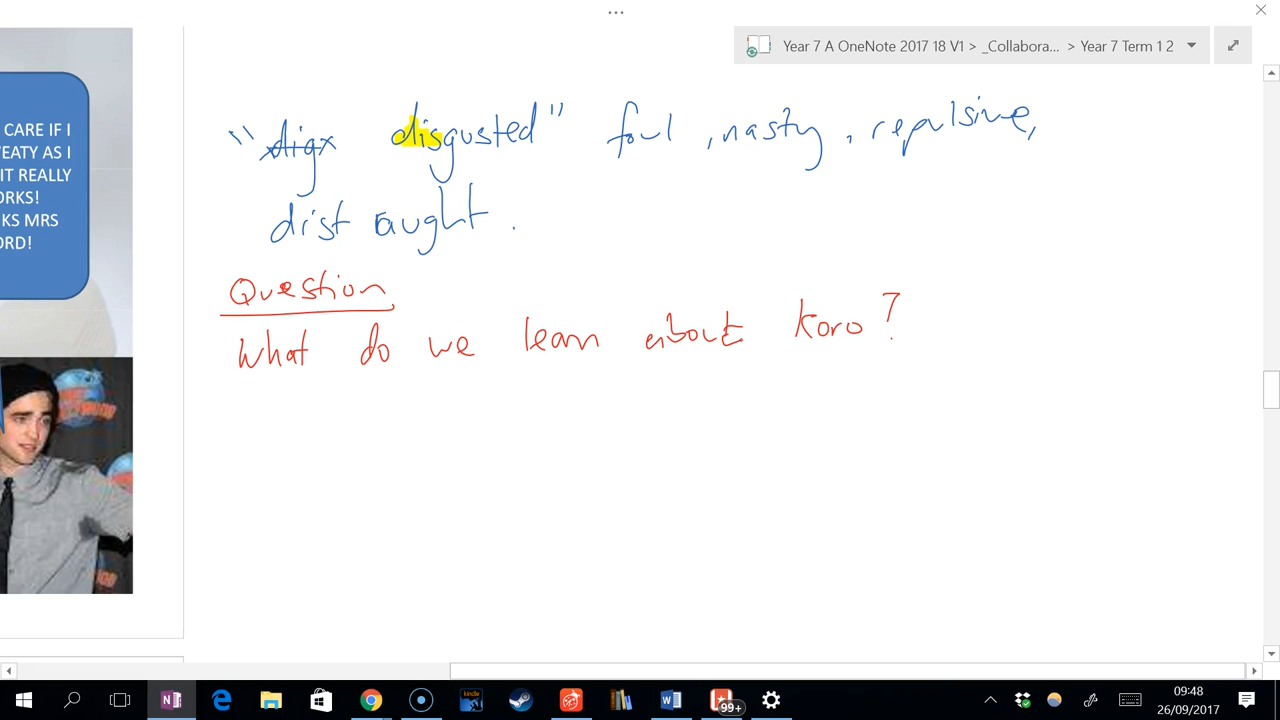 Year 7 A OneNote 2017 18 V1 > _Collabora... > Year 7 Term 1 2
CARE IF I
EATY AS I
IT REALLY
ORKS!
KS MRS
ORD!
"digx disgusted" foul, nasty, repulsive,
distraught.
Question
What do we learn about Koro?
N
kindle
W
99+
09:48
26/09/2017